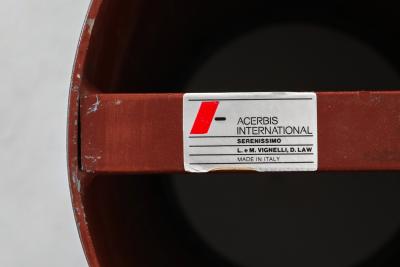 ACERBIS
INTERNATIONAL
SERENISSIMO
L. e M. VIGNELLI, D. LAW
MADE IN ITALY